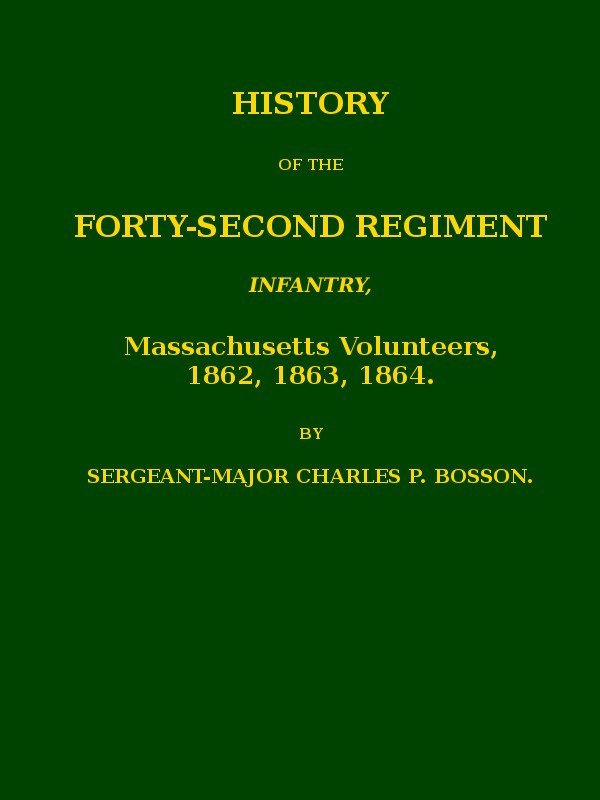 HISTORY
OF THE
FORTY-SECOND REGIMENT
INFANTRY,
Massachusetts Volunteers,
1862, 1863, 1864.
BY
SERGEANT-MAJOR CHARLES P. BOSSON.